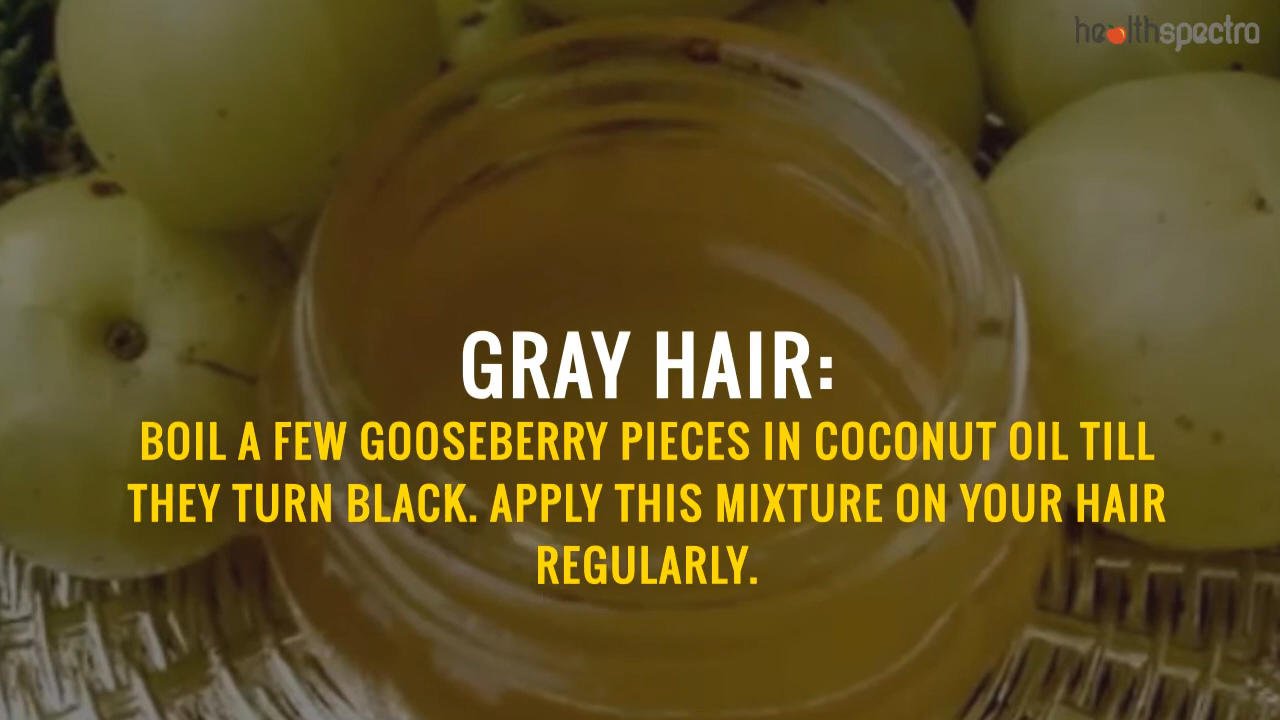 healthspectra
GRAY HAIR:
BOIL A FEW GOOSEBERRY PIECES IN COCONUT OIL TILL
THEY TURN BLACK. APPLY THIS MIXTURE ON YOUR HAIR
REGULARLY.